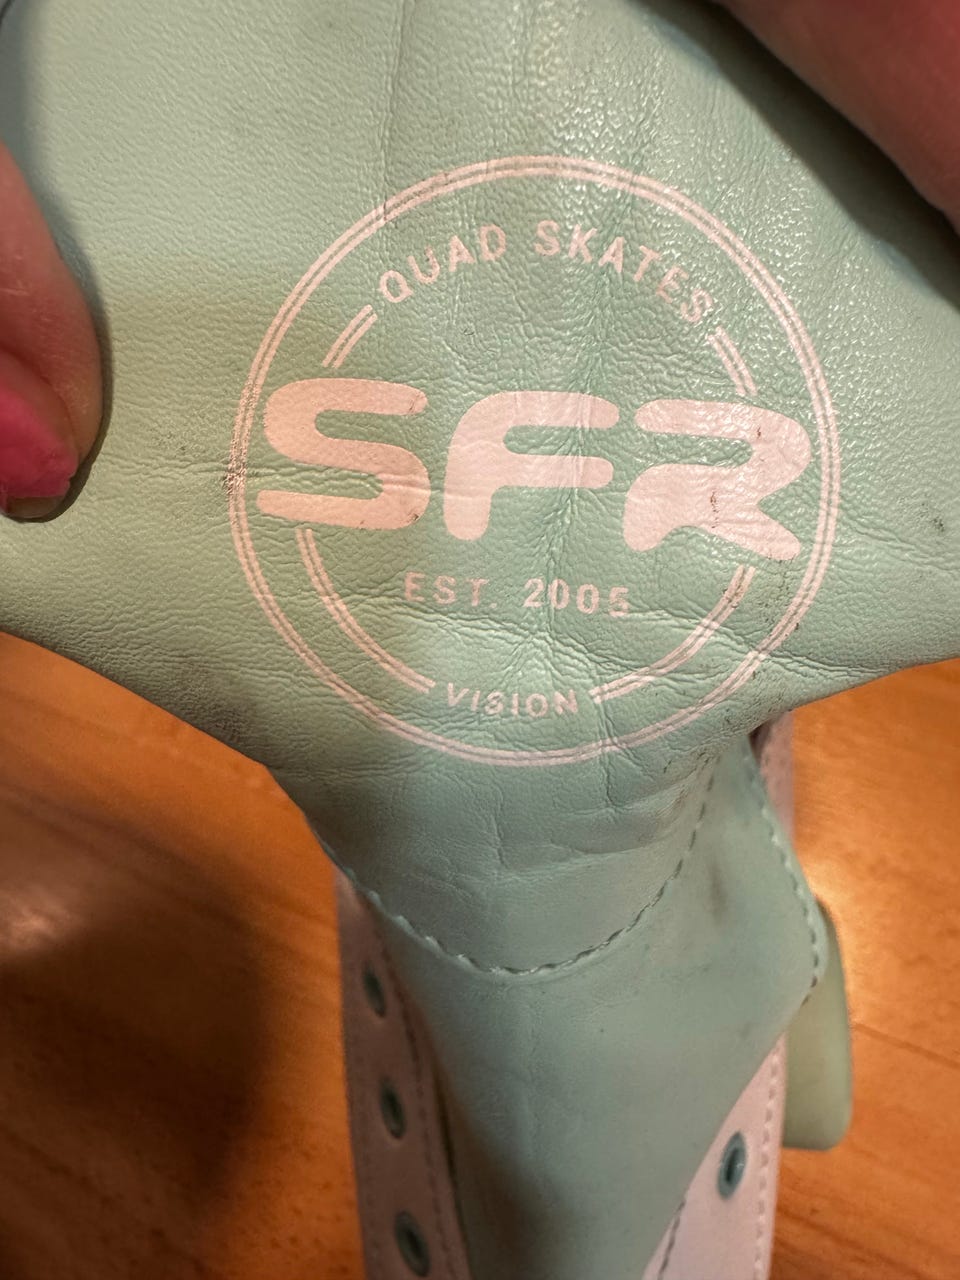 QUAD SKATES
SFR
EST. 2005
VISION